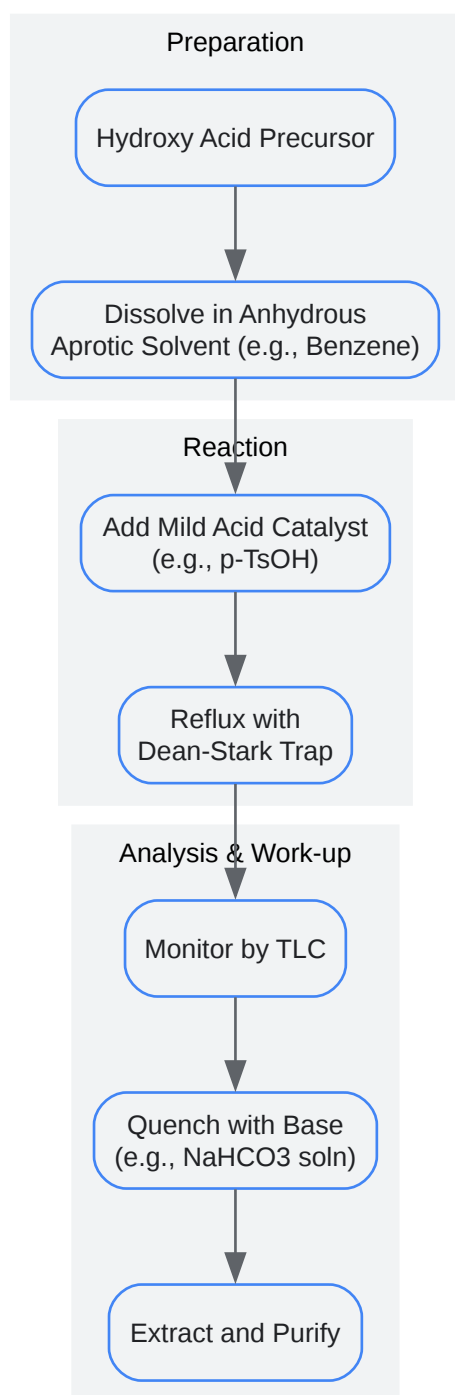 Preparation
Hydroxy Acid Precursor
Dissolve in Anhydrous
Aprotic Solvent (e.g., Benzene)
Reaction
Add Mild Acid Catalyst
(e.g., p-TsOH)
Reflux with
Dean-Stark Trap
Analysis & Work-up
Monitor by TLC
Quench with Base
(e.g., NaHCO3 soln)
Extract and Purify